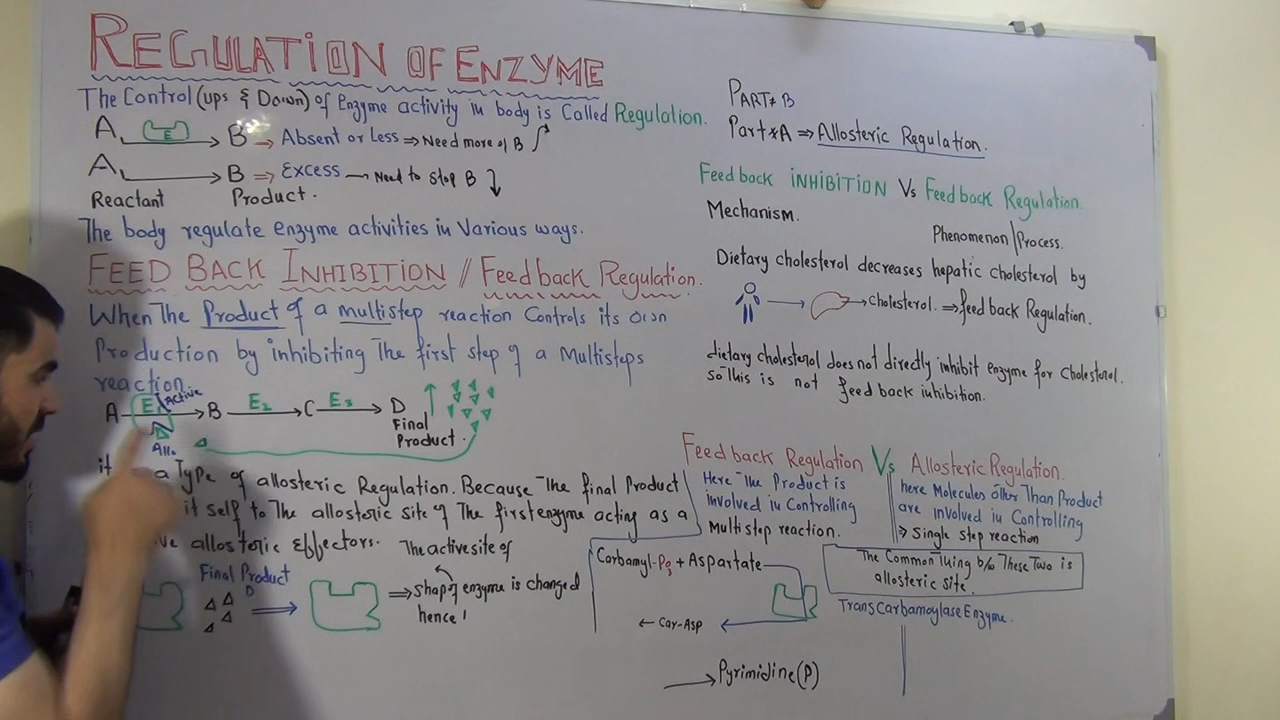 REGULATION OF ENZYME
The Control (ups & Down) of Enzyme activity in body is Called Regulation.
A E B → Absent or Less ⇒ Need more of B
A → B ⇒ Excess → Need to stop B ↓
Reactant Product.
The body regulate enzyme activities in Various ways.
FEED BACK INHIBITION / Feedback Regulation.
When The Product of a multistep reaction Controls its own
Production by inhibiting The first step of a Multisteps
reaction.
Active
A E → B E2 → C E3 → D ↑
Final
Product.
Allo
it a Type of allosteric Regulation. Because The final Product
it self to The allosteric site of The first enzyme acting as a
ve allosteric Effectors. The active site of
Final Product
D
⇒ Shape of enzyme is changed
hence
PART* B
Part*A ⇒ Allosteric Regulation.
Feedback INHIBITION Vs Feedback Regulation.
Mechanism.
Phenomenon/Process.
Dietary cholesterol decreases hepatic cholesterol by
→ Cholesterol. ⇒ feed back Regulation.
dietary cholesterol does not directly inhibit enzyme for Cholesterol.
so This is not feed back inhibition.
Feedback Regulation Vs Allosteric Regulation.
Here The Product is
involved in Controlling
Multistep reaction.
here Molecules other Than Product
are involved in Controlling
⇒ Single step reaction
The Common Thing b/w These Two is
allosteric site.
Carbamyl-Po3 + Aspartate
← Car-Asp
TransCarbamoylase Enzyme.
→ Pyrimidine (P)